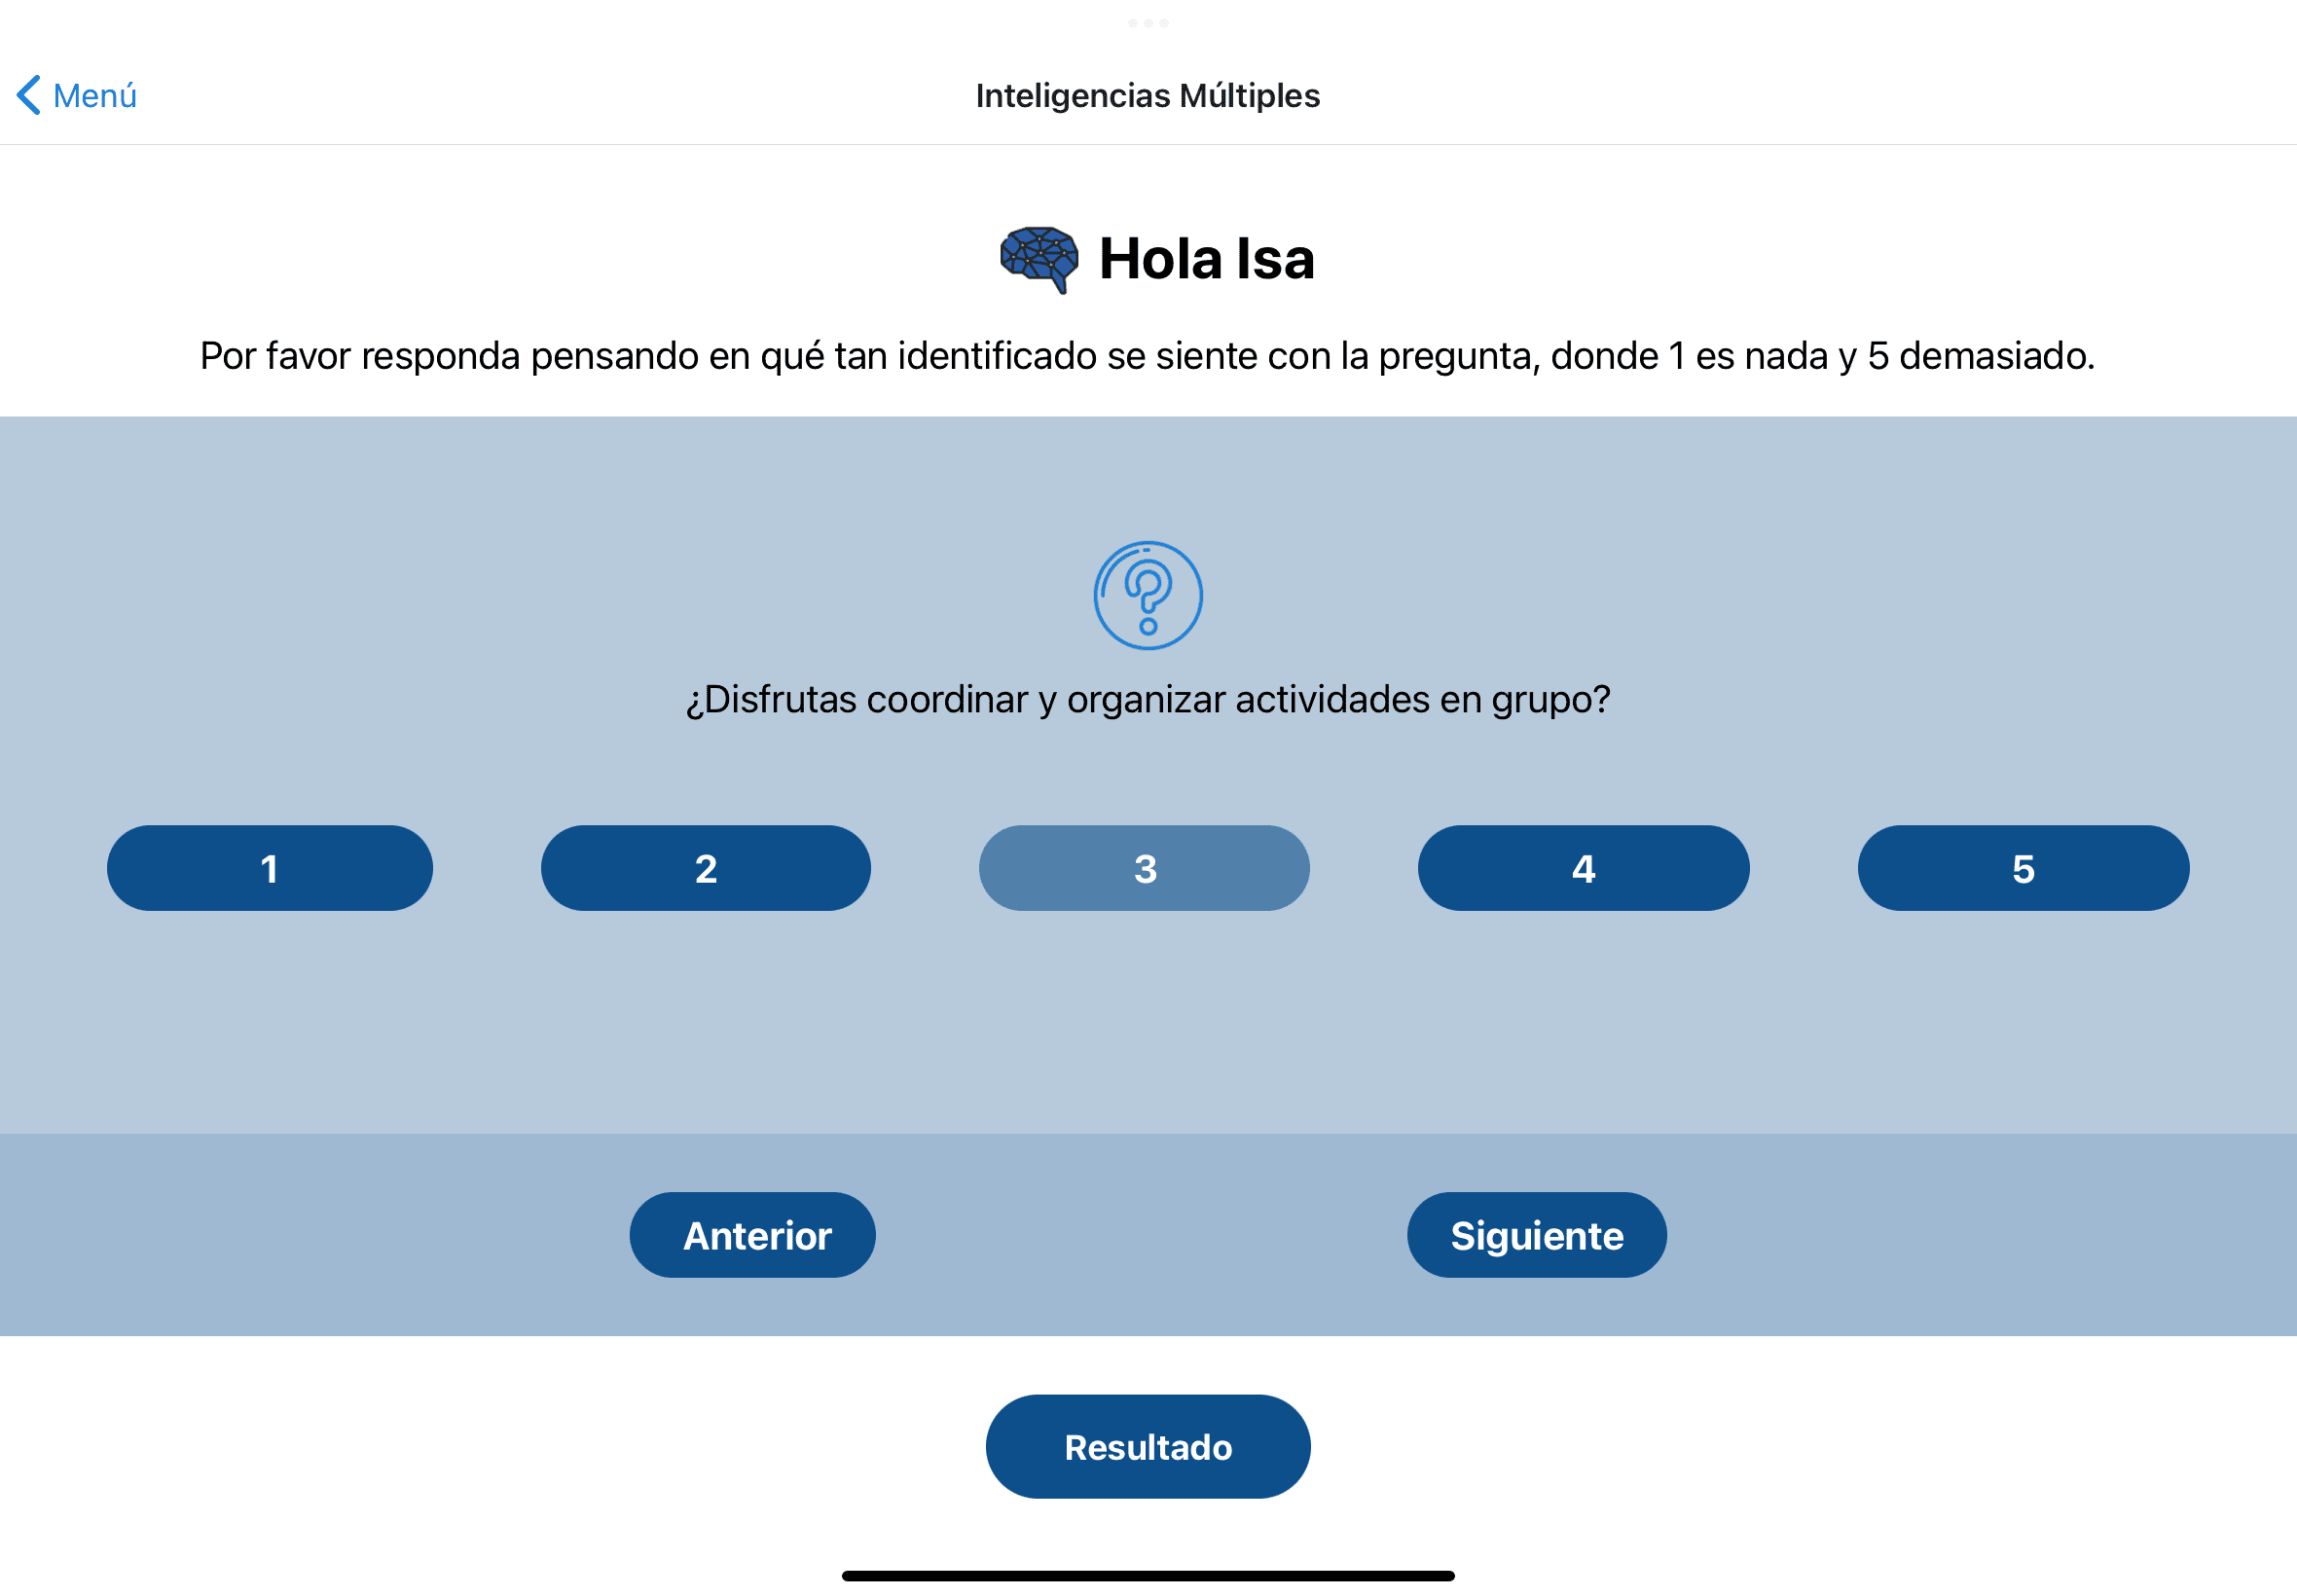 Menú
Inteligencias Múltiples
Hola Isa
Por favor responda pensando en qué tan identificado se siente con la pregunta, donde 1 es nada y 5 demasiado.
¿Disfrutas coordinar y organizar actividades en grupo?
1 2 3 4 5
Anterior Siguiente
Resultado